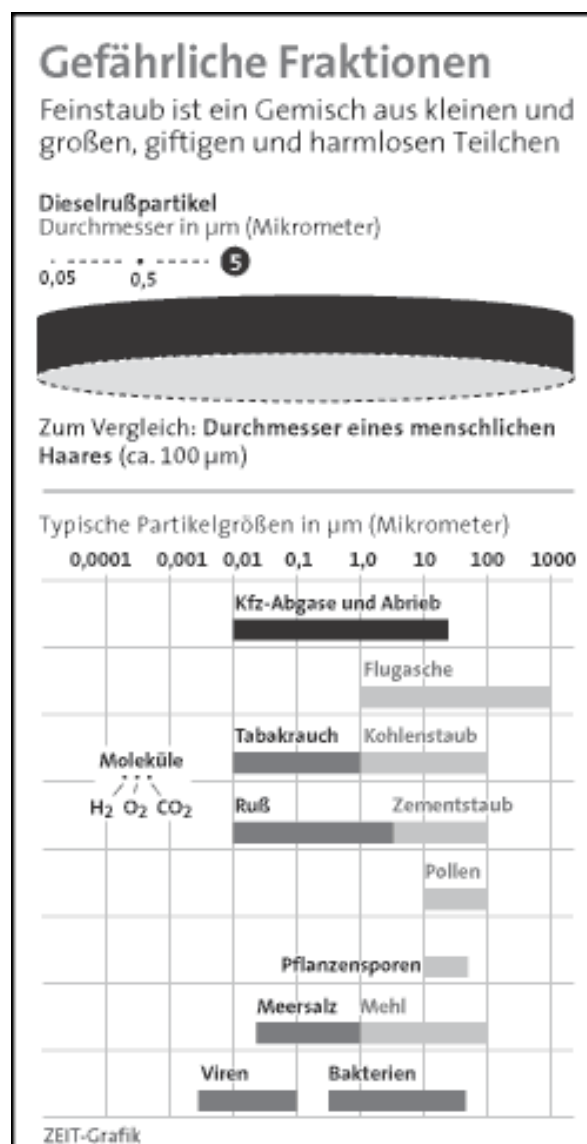 Gefährliche Fraktionen
Feinstaub ist ein Gemisch aus kleinen und
großen, giftigen und harmlosen Teilchen
Dieselrußpartikel
Durchmesser in µm (Mikrometer)
0,05 0,5 5
Zum Vergleich: Durchmesser eines menschlichen
Haares (ca. 100 µm)
Typische Partikelgrößen in µm (Mikrometer)
0,0001 0,001 0,01 0,1 1,0 10 100 1000
Kfz-Abgase und Abrieb
Flugasche
Tabakrauch Kohlenstaub
Moleküle
H₂ O₂ CO₂
Ruß Zementstaub
Pollen
Pflanzensporen
Meersalz Mehl
Viren Bakterien
ZEIT-Grafik